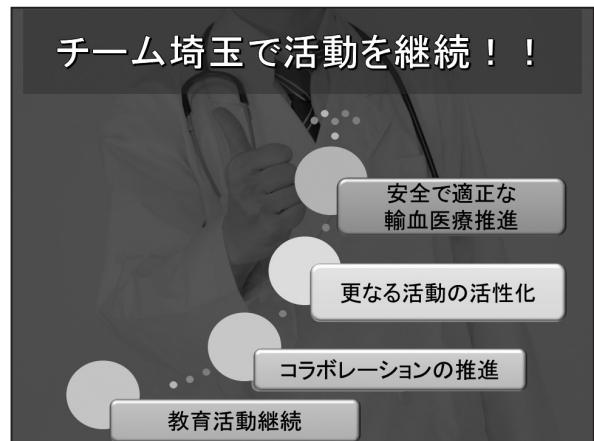 チーム埼玉で活動を継続！！
安全で適正な
輸血医療推進
更なる活動の活性化
コラボレーションの推進
教育活動継続